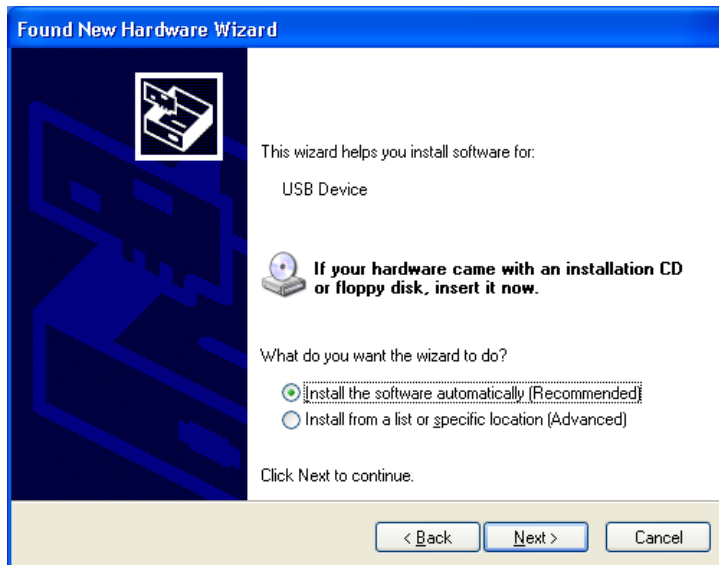 Found New Hardware Wizard
This wizard helps you install software for:
USB Device
If your hardware came with an installation CD
or floppy disk, insert it now.
What do you want the wizard to do?
Install the software automatically (Recommended)
Install from a list or specific location (Advanced)
Click Next to continue.
< Back Next > Cancel